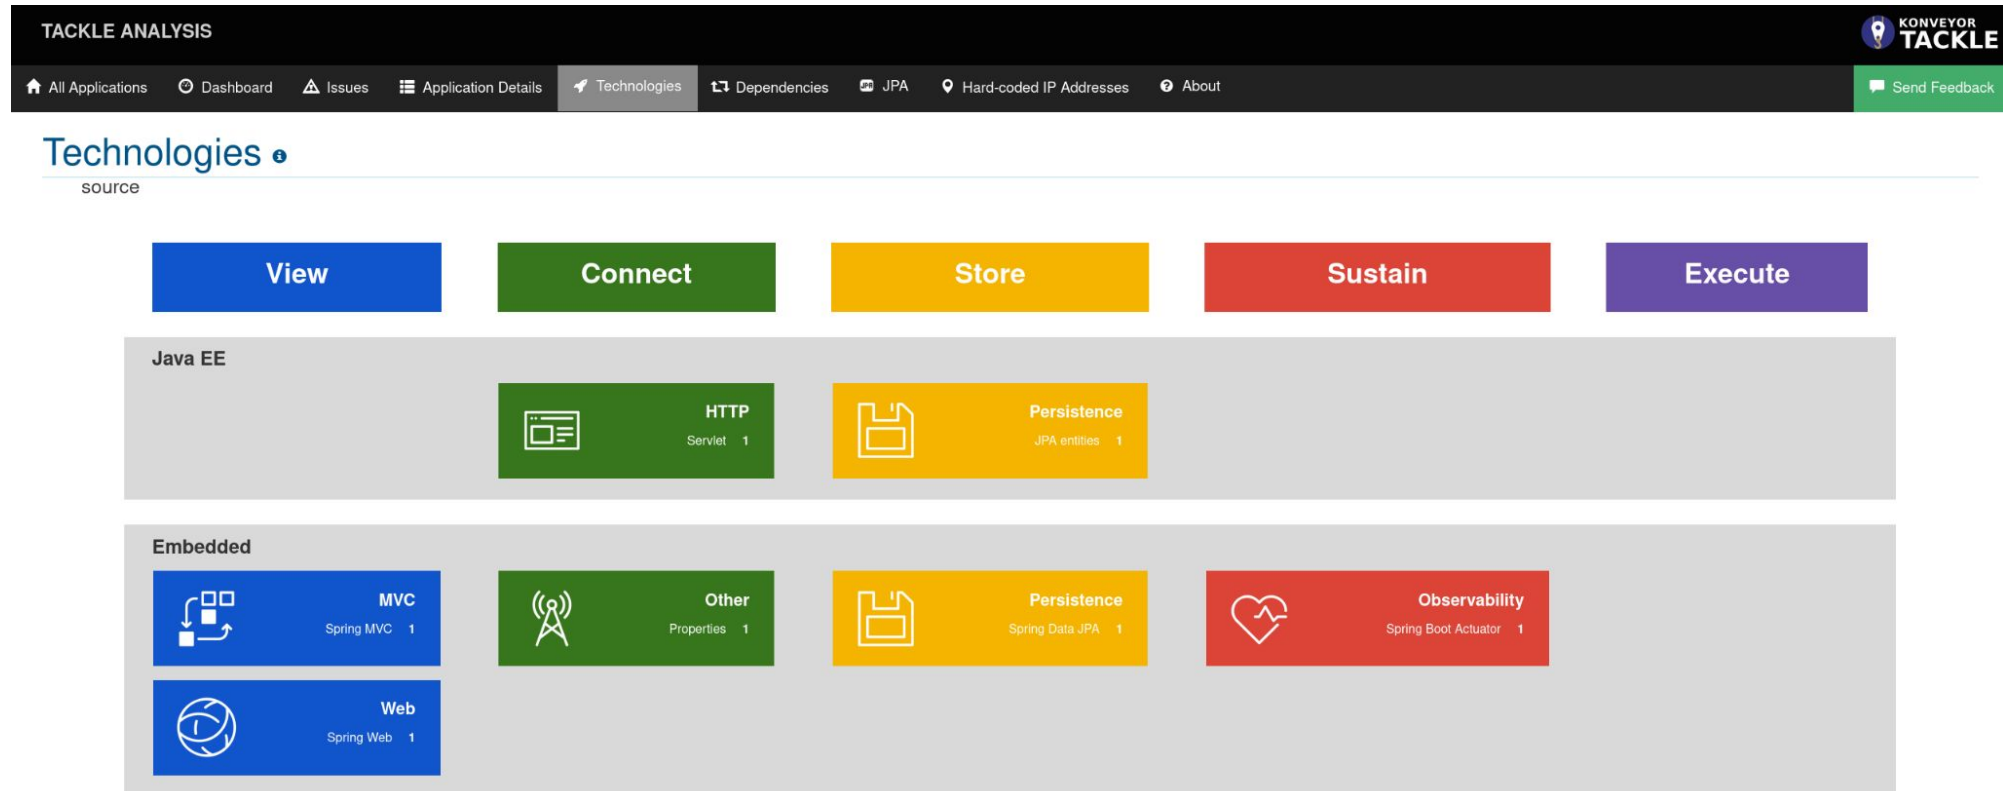 TACKLE ANALYSIS
KONVEYOR
TACKLE
All Applications Dashboard Issues Application Details Technologies Dependencies JPA Hard-coded IP Addresses About Send Feedback
Technologies
source
View Connect Store Sustain Execute
Java EE
HTTP
Servlet 1
Persistence
JPA entities 1
Embedded
MVC
Spring MVC 1
Other
Properties 1
Persistence
Spring Data JPA 1
Observability
Spring Boot Actuator 1
Web
Spring Web 1